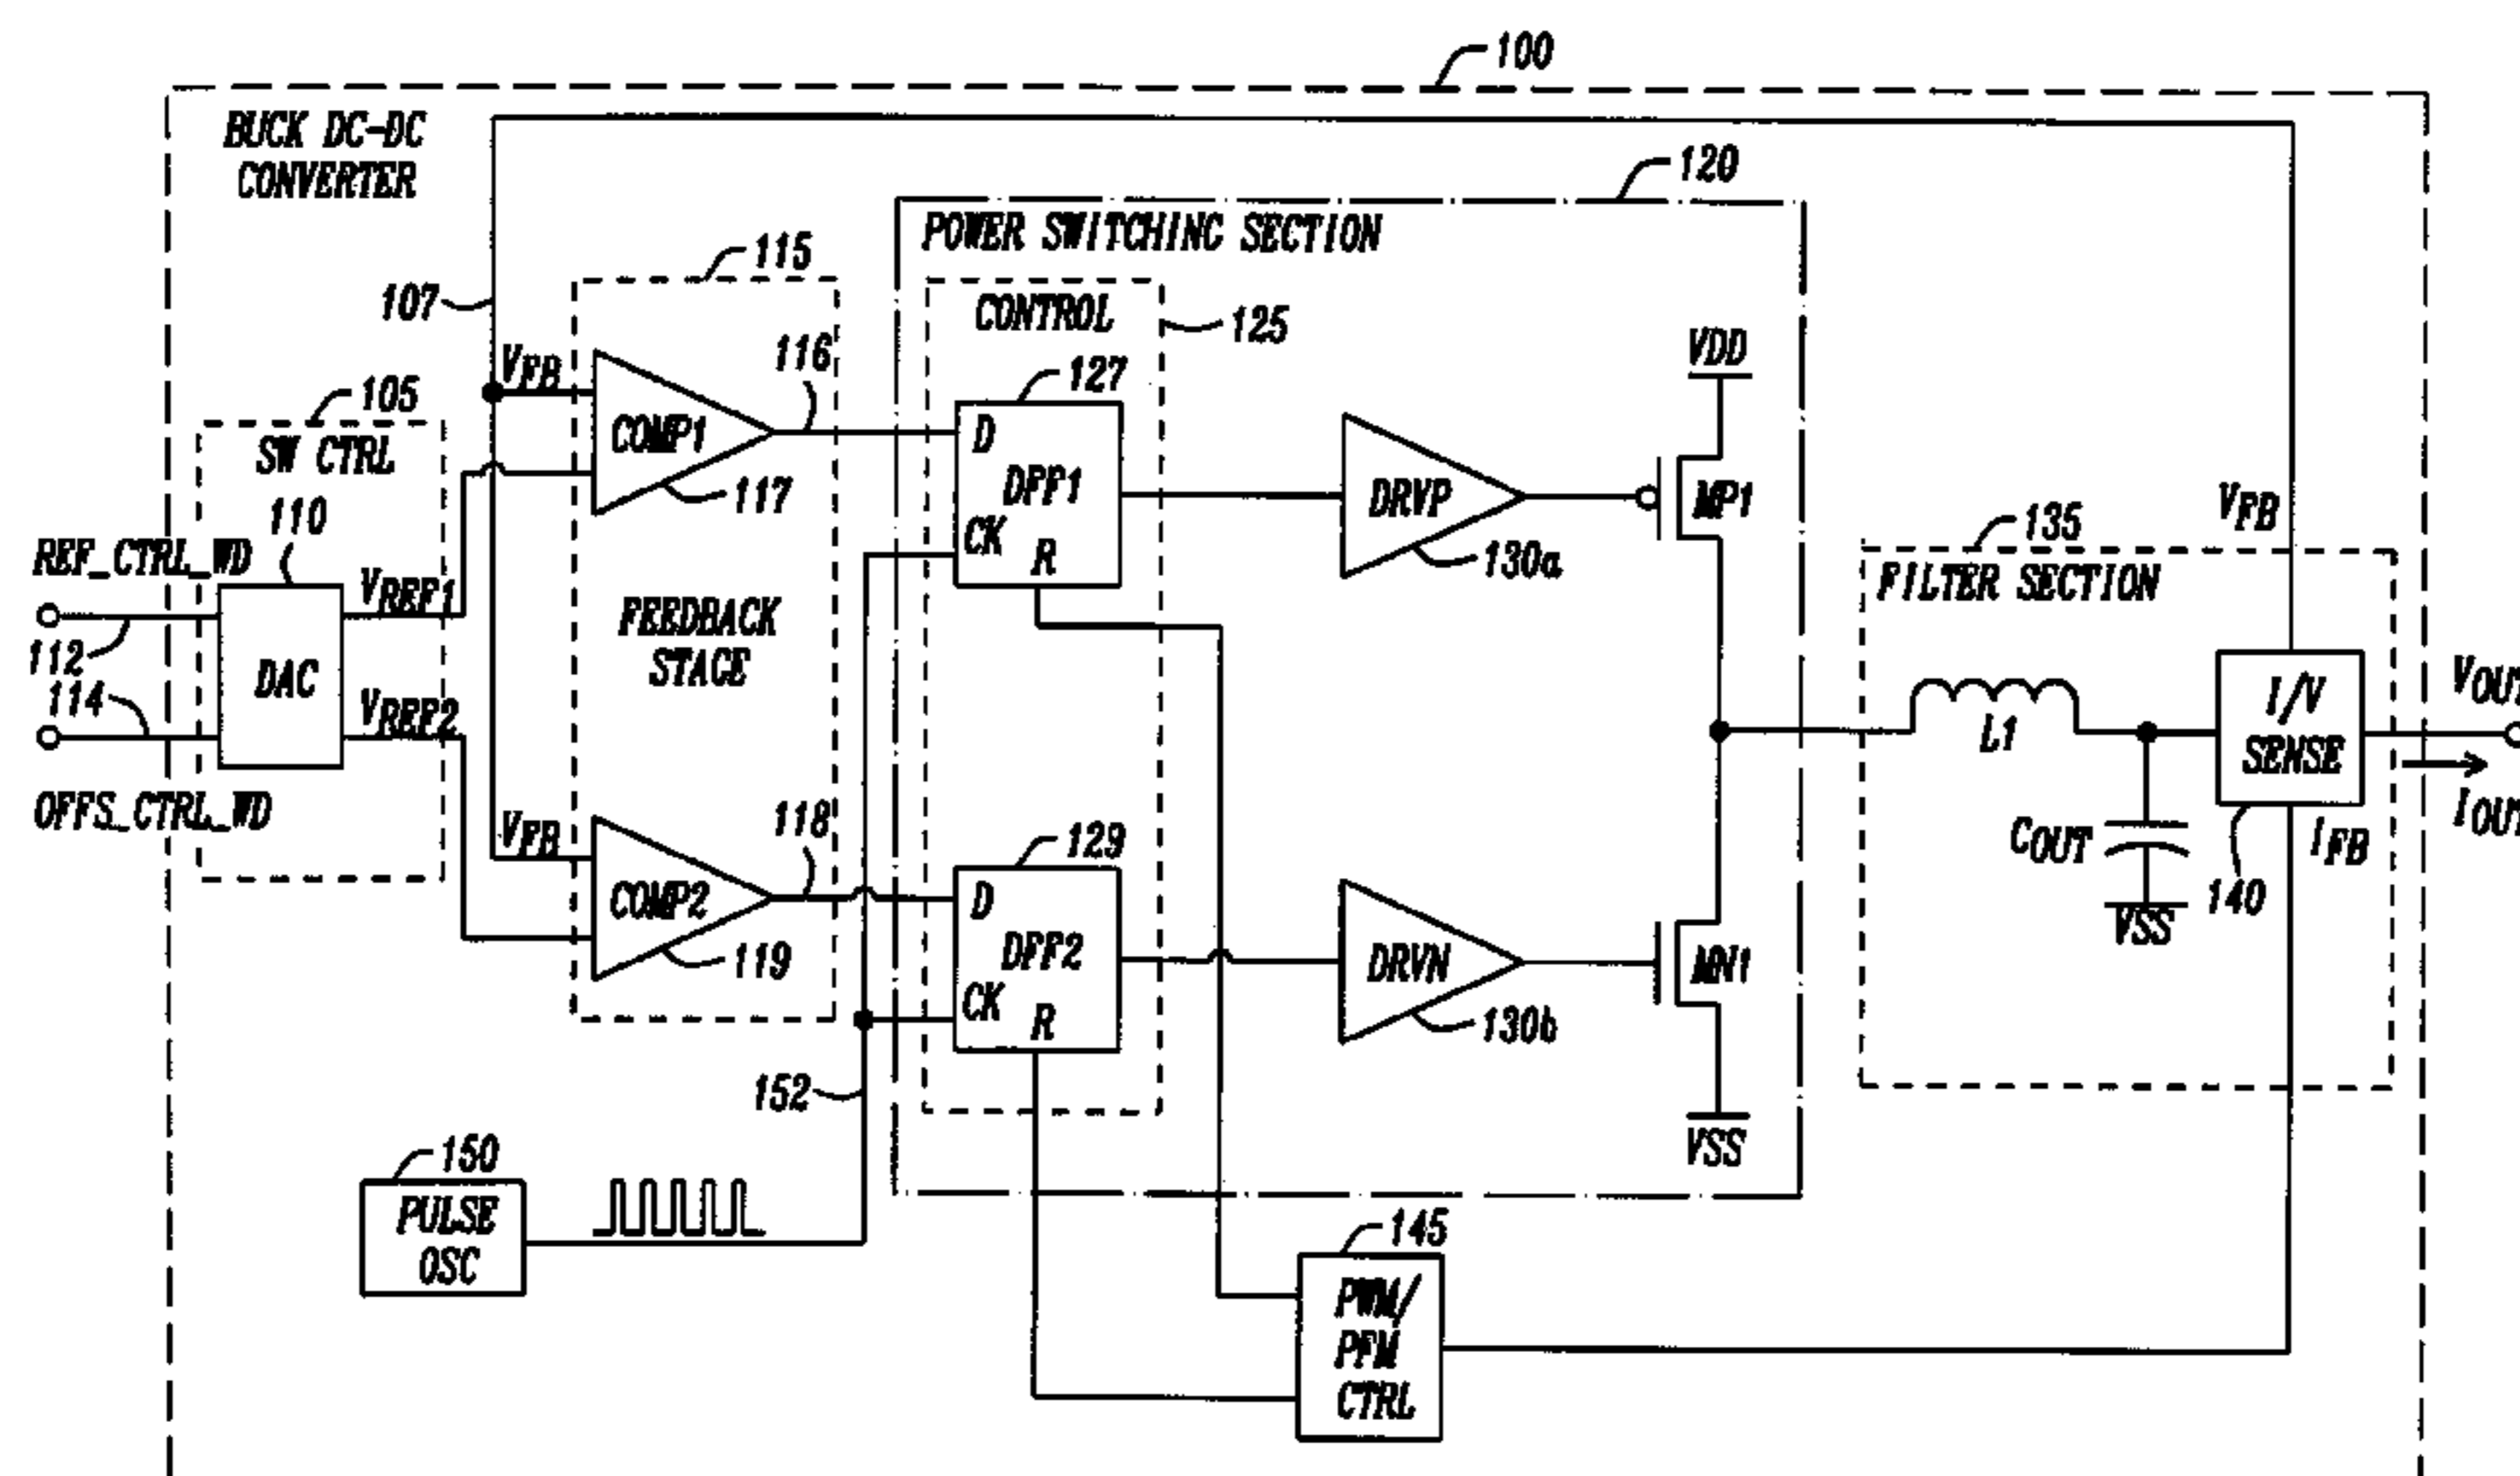 100
BUCK DC-DC
CONVERTER
120
POWER SWITCHING SECTION
115
107
CONTROL
125
116
VDD
VFB
127
105
SW CTRL
COMP1
D
DFF1
117
DRVP
MP1
VFB
110
CK
R
130a
135
REF_CTRL_WD
VREF1
FILTER SECTION
FEEDBACK
STAGE
112
DAC
114
VREF2
L1
I/V
SENSE
VOUT
OFFS_CTRL_WD
VFB
118
129
COUT
140
IFB
IOUT
COMP2
D
DFF2
VSS
119
DRVN
MN1
CK
R
130b
152
150
VSS
PULSE
OSC
145
PWM/
PFM
CTRL